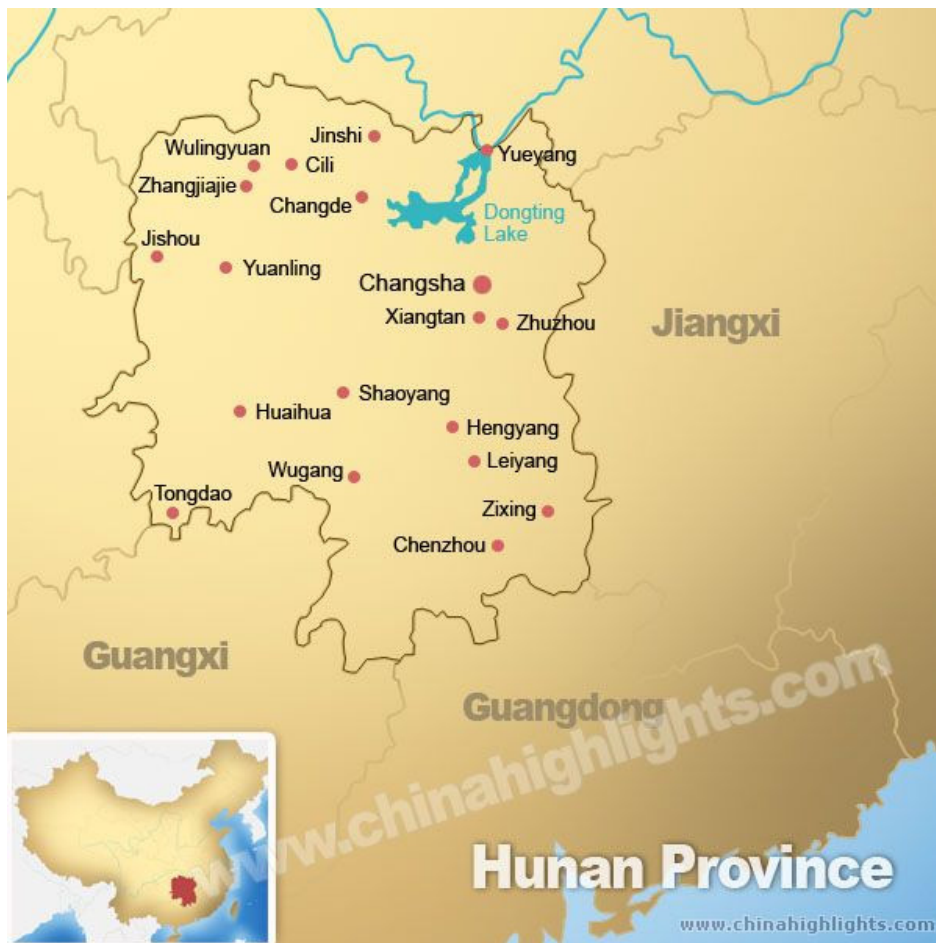 Jinshi
Wulingyuan
Cili
Yueyang
Zhangjiajie
Changde
Dongting
Lake
Jishou
Yuanling
Changsha
Xiangtan
Zhuzhou
Jiangxi
Shaoyang
Huaihua
Hengyang
Leiyang
Wugang
Tongdao
Zixing
Chenzhou
Guangxi
Guangdong
www.chinahighlights.com
Hunan Province
www.chinahighlights.com